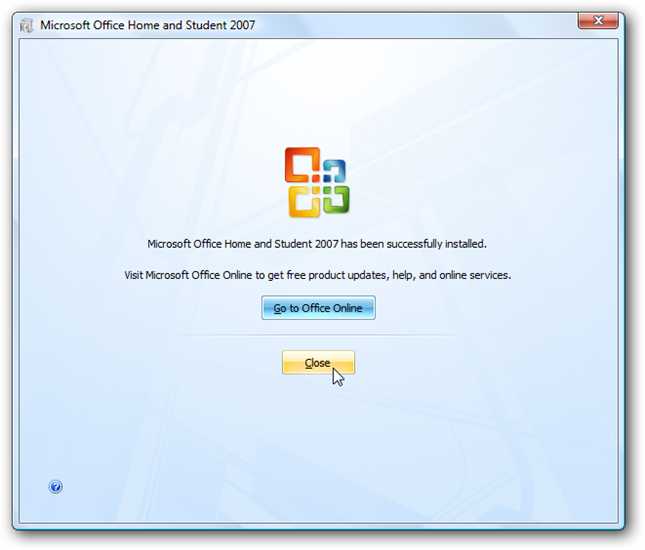 Microsoft Office Home and Student 2007
Microsoft Office Home and Student 2007 has been successfully installed.
Visit Microsoft Office Online to get free product updates, help, and online services.
Go to Office Online
Close
?